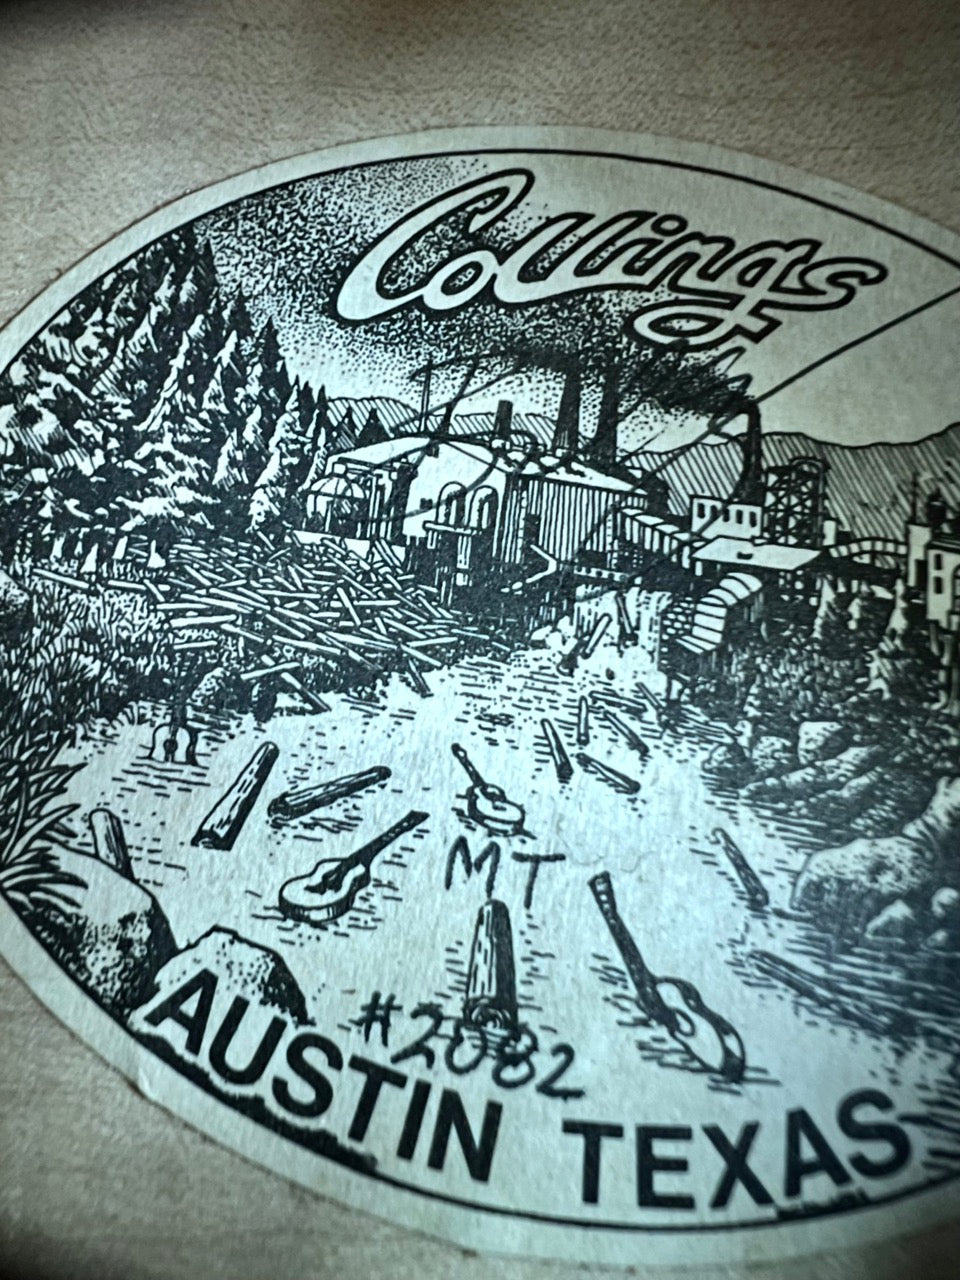 Collings
MT
#2082
AUSTIN TEXAS